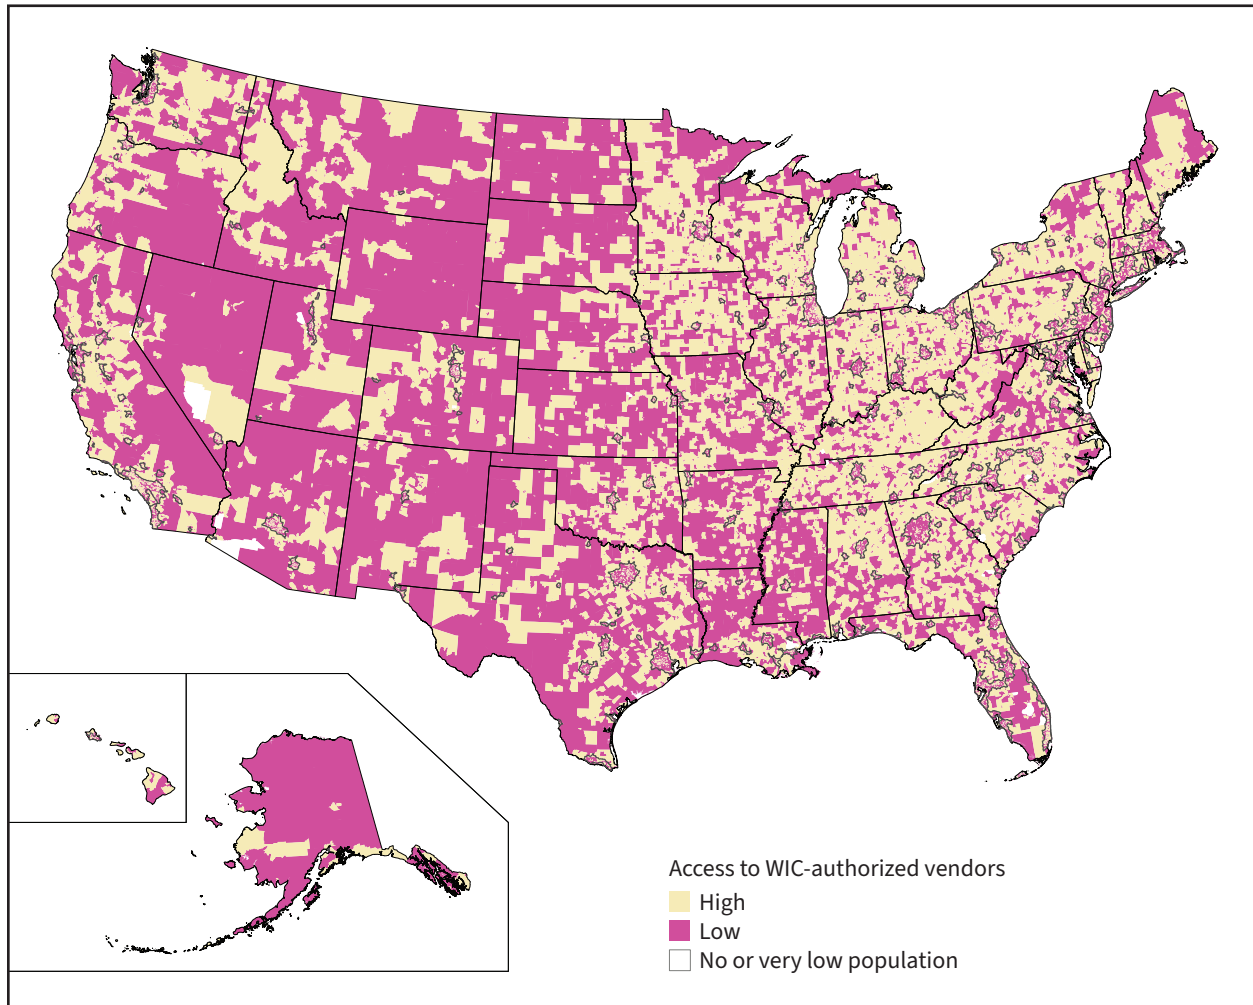 Access to WIC-authorized vendors
High
Low
No or very low population